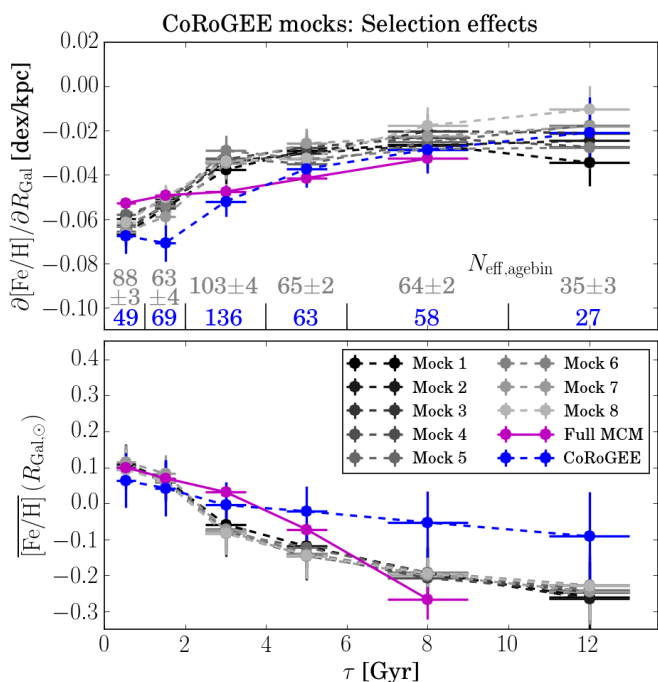 CoRoGEE mocks: Selection effects
∂[Fe/H]/∂R_Gal [dex/kpc]
0.02
0.00
−0.02
−0.04
−0.06
−0.08
−0.10
N_eff,agebin
88±3 63±4 103±4 65±2 64±2 35±3
49 69 136 63 58 27
[Fe/H](R_Gal,⊙)
0.4
0.3
0.2
0.1
0.0
−0.1
−0.2
−0.3
Mock 1
Mock 2
Mock 3
Mock 4
Mock 5
Mock 6
Mock 7
Mock 8
Full MCM
CoRoGEE
0 2 4 6 8 10 12
τ [Gyr]